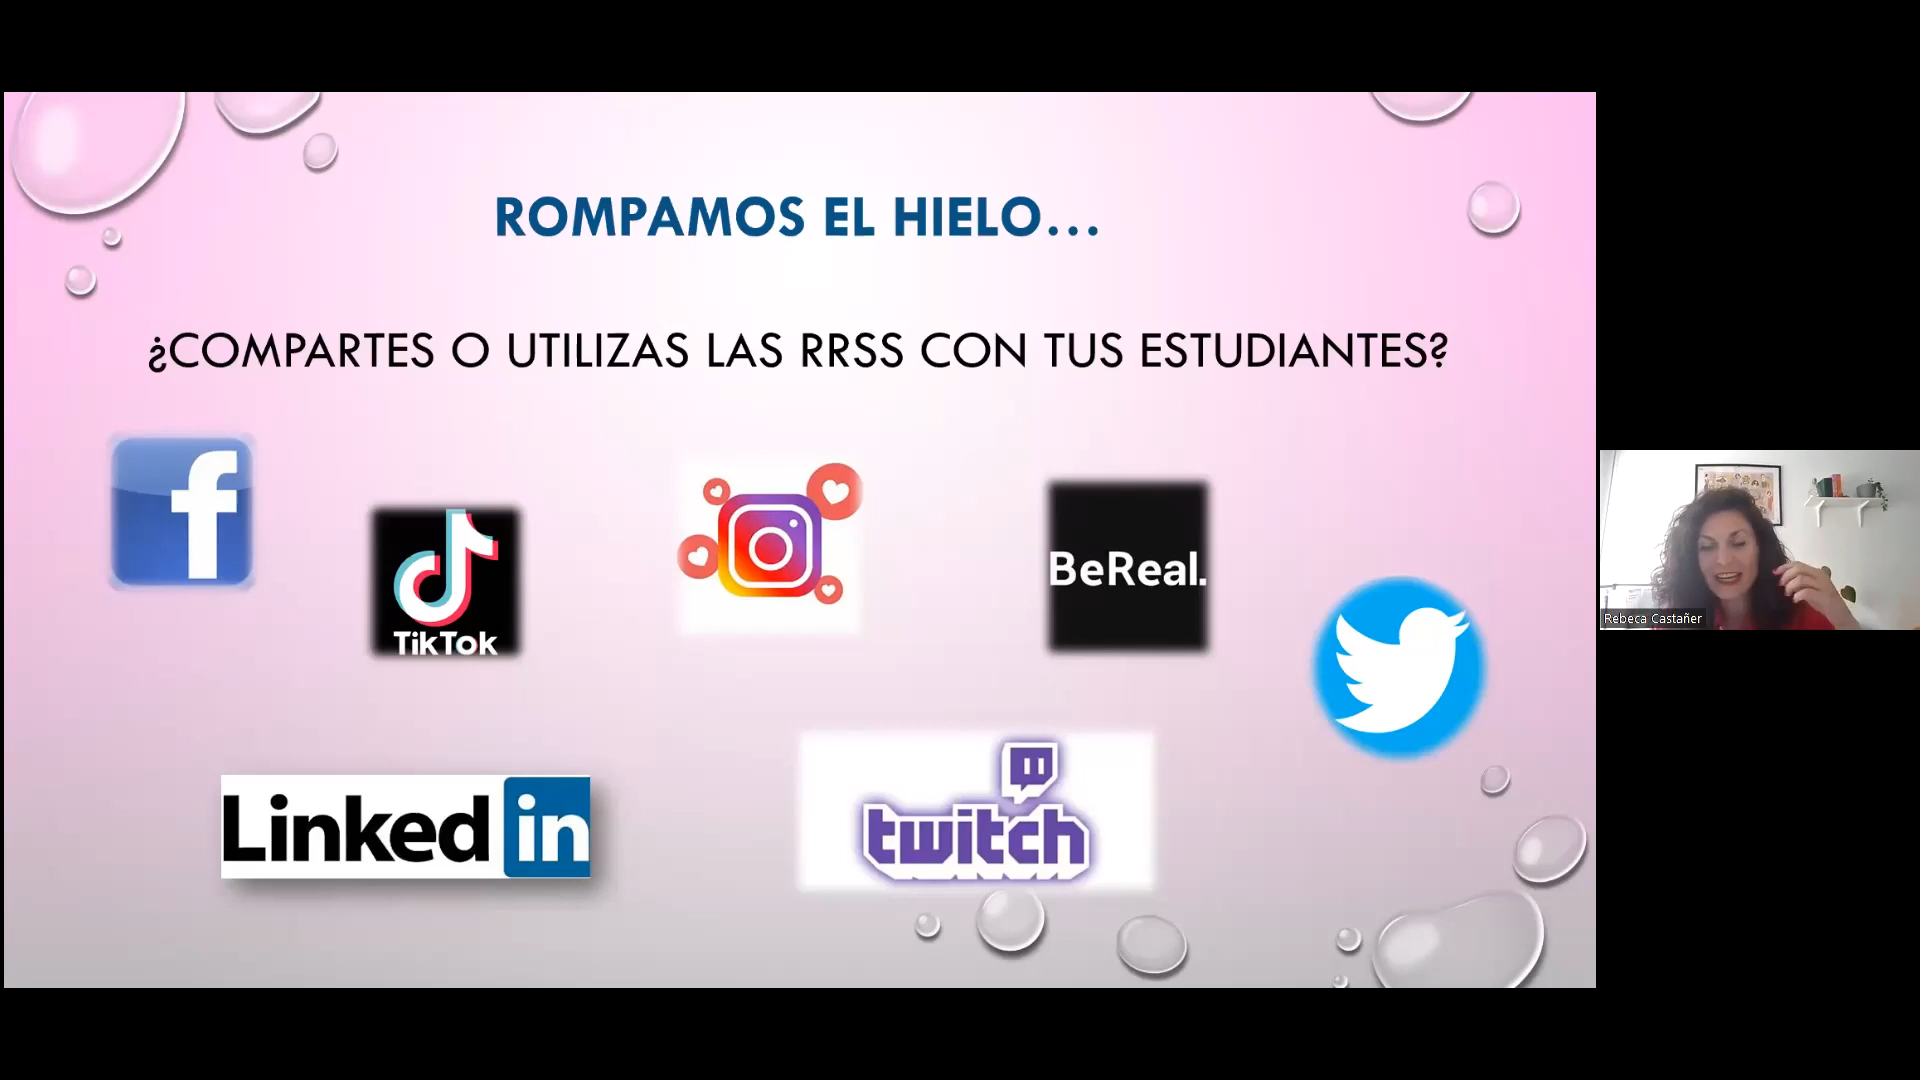 ROMPAMOS EL HIELO...
¿COMPARTES O UTILIZAS LAS RRSS CON TUS ESTUDIANTES?
f
TikTok
BeReal.
Linked in
twitch
Rebeca Castañer